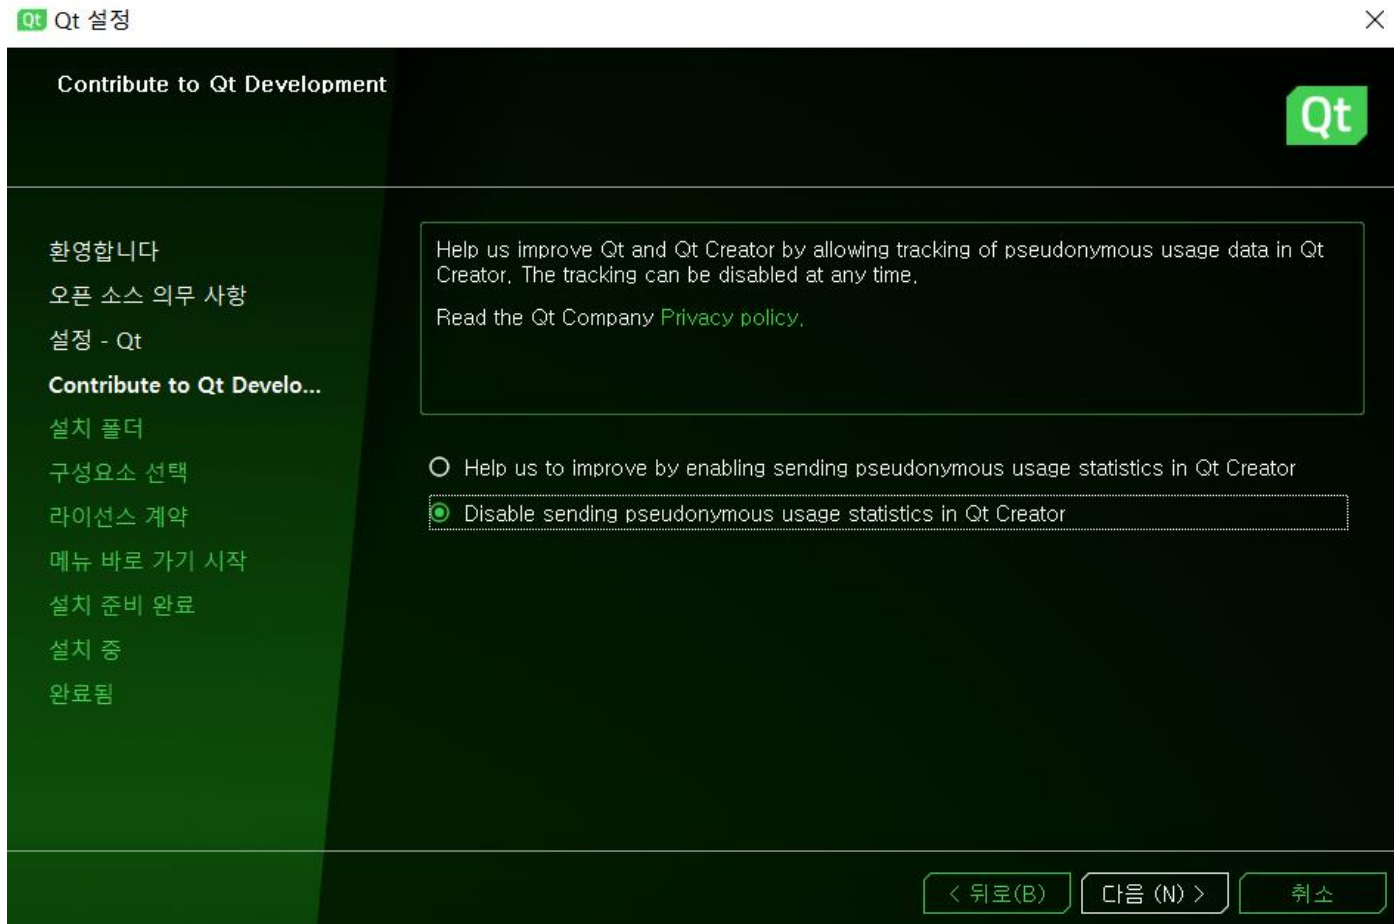 Qt Qt 설정
Contribute to Qt Development
Qt
환영합니다
오픈 소스 의무 사항
설정 - Qt
Contribute to Qt Develo...
설치 폴더
구성요소 선택
라이선스 계약
메뉴 바로 가기 시작
설치 준비 완료
설치 중
완료됨
Help us improve Qt and Qt Creator by allowing tracking of pseudonymous usage data in Qt
Creator. The tracking can be disabled at any time.
Read the Qt Company Privacy policy.
Help us to improve by enabling sending pseudonymous usage statistics in Qt Creator
Disable sending pseudonymous usage statistics in Qt Creator
< 뒤로(B) 다음 (N) > 취소